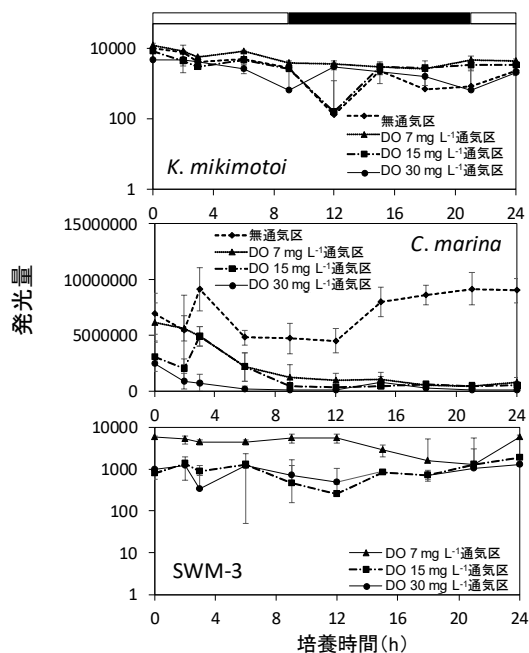 10000
100
1
K. mikimotoi
無通気区
DO 7 mg L-1通気区
DO 15 mg L-1通気区
DO 30 mg L-1通気区
0 4 8 12 16 20 24
発光量
15000000
10000000
5000000
0
無通気区
DO 7 mg L-1通気区
DO 15 mg L-1通気区
DO 30 mg L-1通気区
C. marina
0 4 8 12 16 20 24
10000
1000
100
10
1
SWM-3
DO 7 mg L-1通気区
DO 15 mg L-1通気区
DO 30 mg L-1通気区
0 4 8 12 16 20 24
培養時間(h)